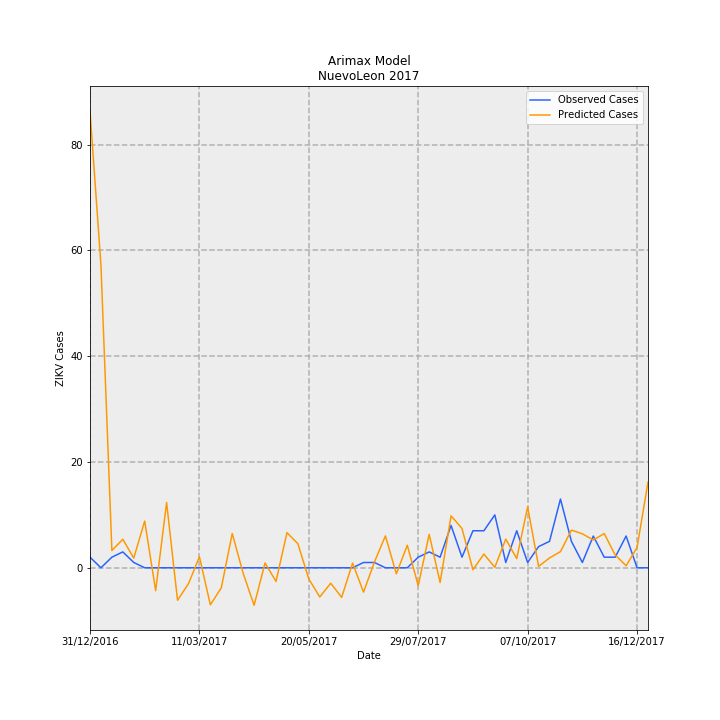 Arimax Model
NuevoLeon 2017
Observed Cases
Predicted Cases
ZIKV Cases
80
60
40
20
0
31/12/2016
11/03/2017
20/05/2017
29/07/2017
07/10/2017
16/12/2017
Date